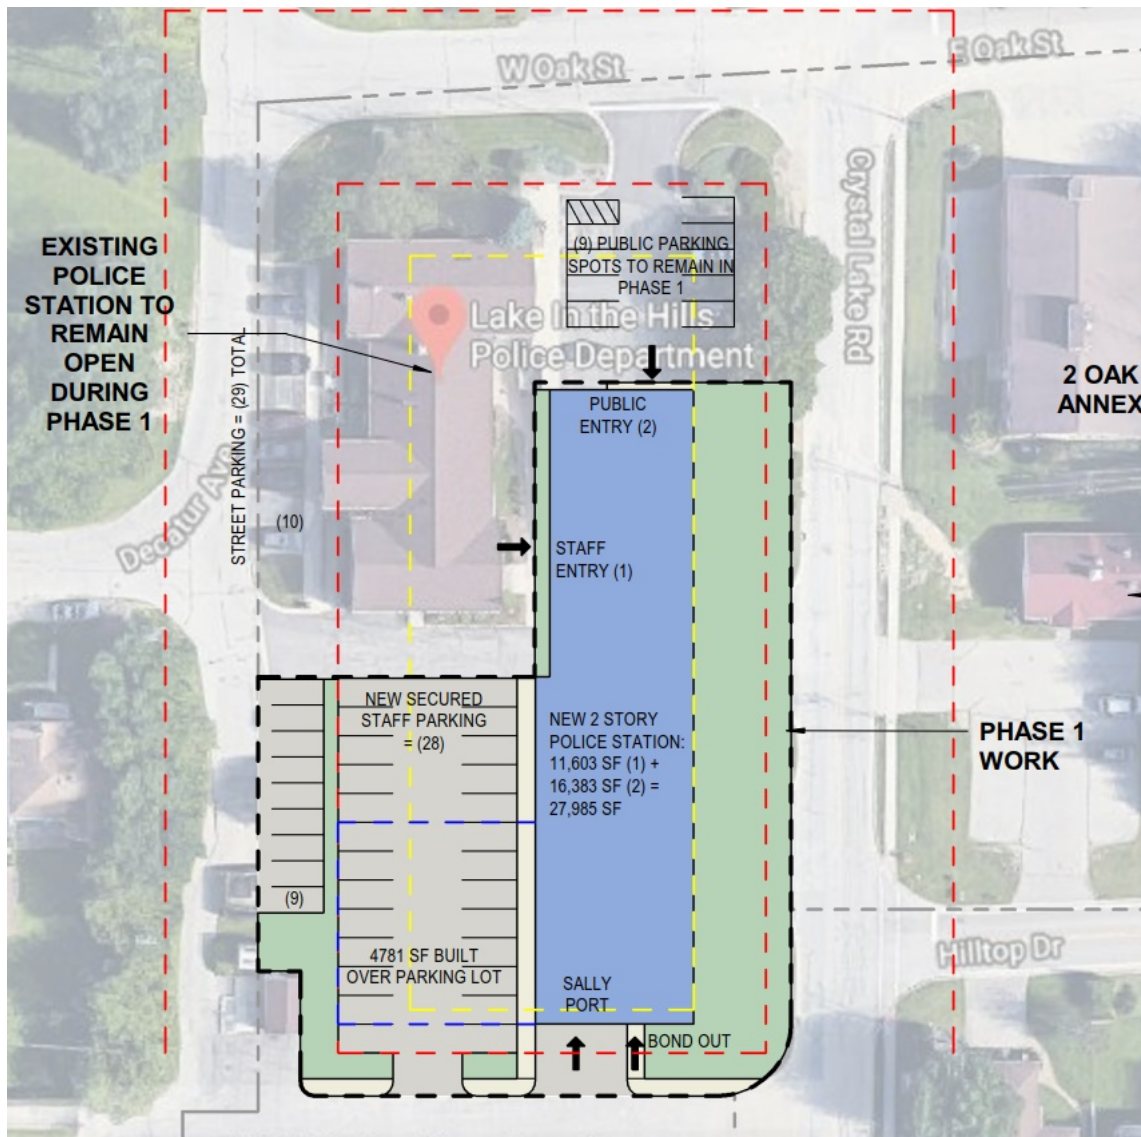 W Oak St
E Oak St
Crystal Lake Rd
EXISTING
POLICE
STATION TO
REMAIN
OPEN
DURING
PHASE 1
(9) PUBLIC PARKING
SPOTS TO REMAIN IN
PHASE 1
Lake In the Hills
Police Department
2 OAK
ANNEX
STREET PARKING = (29) TOTAL
Decatur Ave
(10)
PUBLIC
ENTRY (2)
STAFF
ENTRY (1)
NEW SECURED
STAFF PARKING
= (28)
NEW 2 STORY
POLICE STATION:
11,603 SF (1) +
16,383 SF (2) =
27,985 SF
PHASE 1
WORK
(9)
4781 SF BUILT
OVER PARKING LOT
SALLY
PORT
BOND OUT
Hilltop Dr